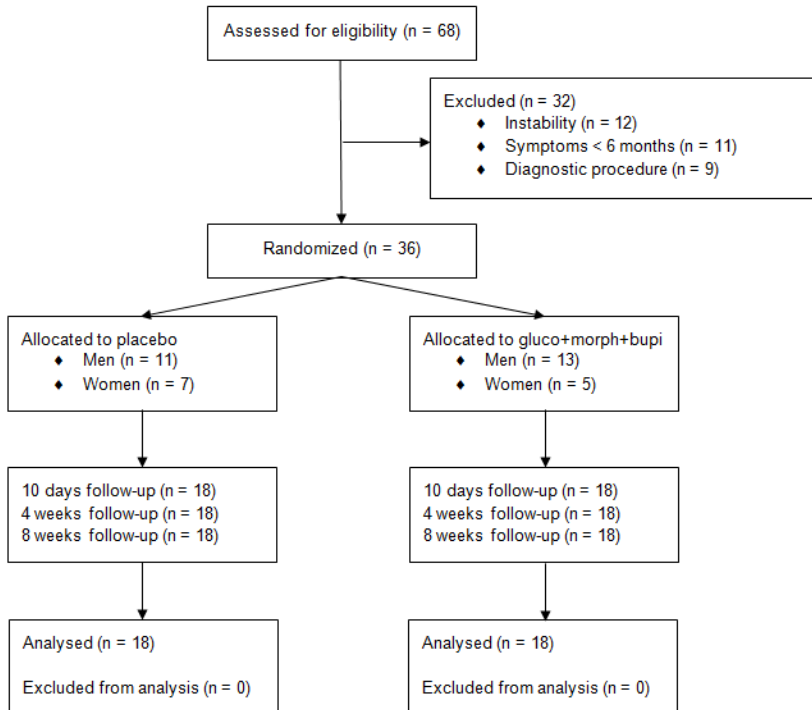 Assessed for eligibility (n = 68)
Excluded (n = 32)
♦ Instability (n = 12)
♦ Symptoms < 6 months (n = 11)
♦ Diagnostic procedure (n = 9)
Randomized (n = 36)
Allocated to placebo
♦ Men (n = 11)
♦ Women (n = 7)
Allocated to gluco+morph+bupi
♦ Men (n = 13)
♦ Women (n = 5)
10 days follow-up (n = 18)
4 weeks follow-up (n = 18)
8 weeks follow-up (n = 18)
10 days follow-up (n = 18)
4 weeks follow-up (n = 18)
8 weeks follow-up (n = 18)
Analysed (n = 18)
Excluded from analysis (n = 0)
Analysed (n = 18)
Excluded from analysis (n = 0)